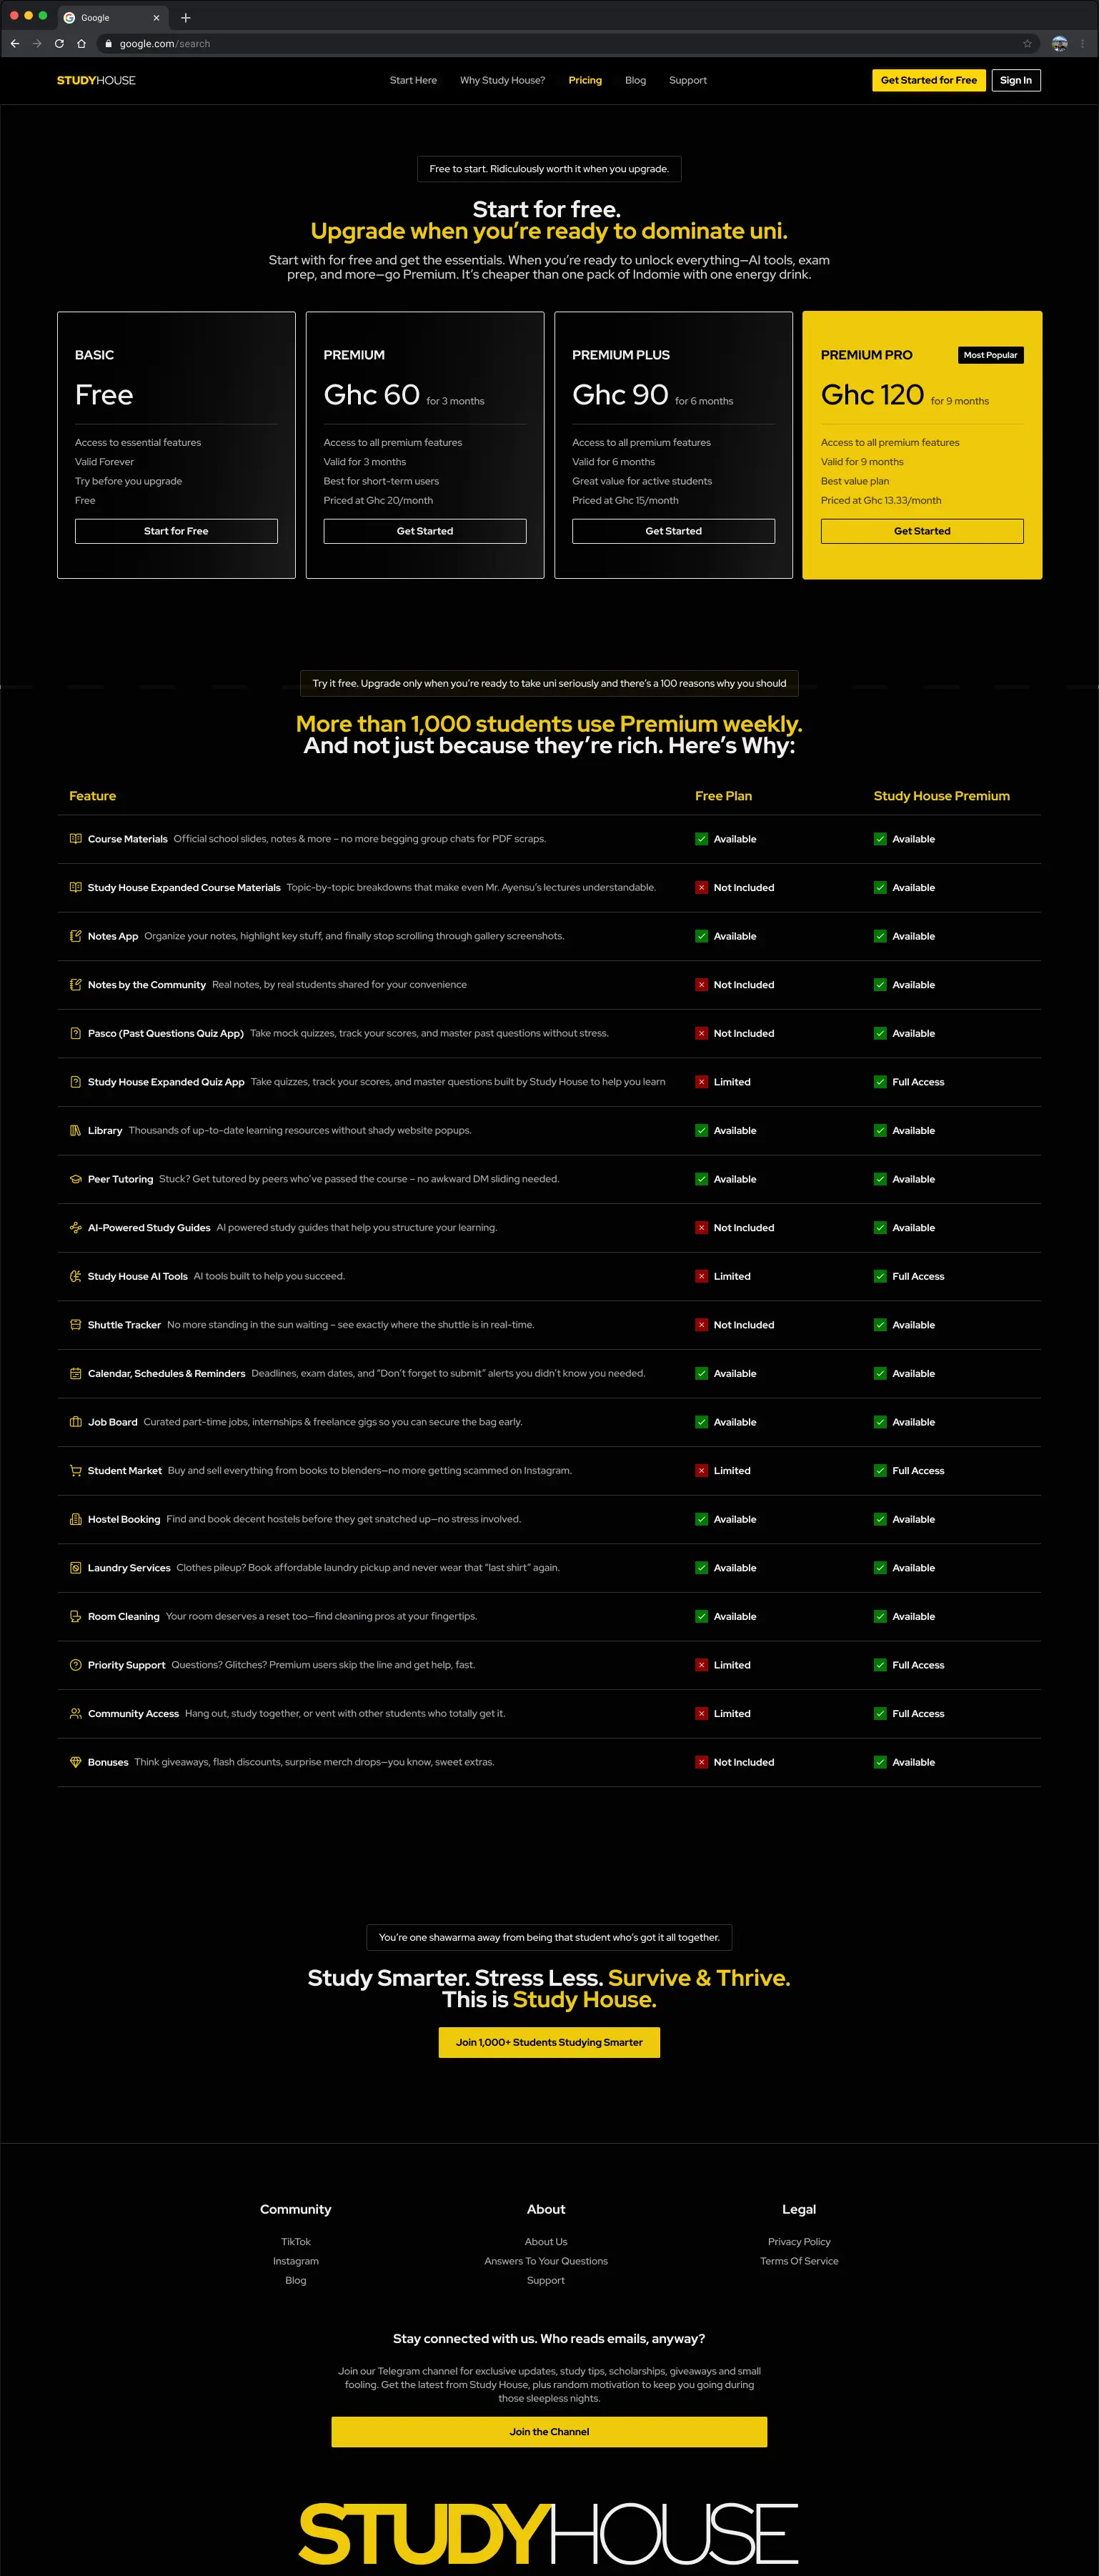 Google
google.com/search
STUDYHOUSE
Start Here
Why Study House?
Pricing
Blog
Support
Get Started for Free
Sign In
Free to start. Ridiculously worth it when you upgrade.
Start for free.
Upgrade when you're ready to dominate uni.
Start with for free and get the essentials. When you're ready to unlock everything—AI tools, exam
prep, and more—go Premium. It's cheaper than one pack of Indomie with one energy drink.
BASIC
Free
Access to essential features
Valid Forever
Try before you upgrade
Free
Start for Free
PREMIUM
Ghc 60 for 3 months
Access to all premium features
Valid for 3 months
Best for short-term users
Priced at Ghc 20/month
Get Started
PREMIUM PLUS
Ghc 90 for 6 months
Access to all premium features
Valid for 6 months
Great value for active students
Priced at Ghc 15/month
Get Started
PREMIUM PRO
Most Popular
Ghc 120 for 9 months
Access to all premium features
Valid for 9 months
Best value plan
Priced at Ghc 13.33/month
Get Started
Try it free. Upgrade only when you're ready to take uni seriously and there's a 100 reasons why you should
More than 1,000 students use Premium weekly.
And not just because they're rich. Here's Why:
Feature Free Plan Study House Premium
Course Materials Official school slides, notes & more – no more begging group chats for PDF scraps. Available Available
Study House Expanded Course Materials Topic-by-topic breakdowns that make even Mr. Ayensu's lectures understandable. Not Included Available
Notes App Organize your notes, highlight key stuff, and finally stop scrolling through gallery screenshots. Available Available
Notes by the Community Real notes, by real students shared for your convenience Not Included Available
Pasco (Past Questions Quiz App) Take mock quizzes, track your scores, and master past questions without stress. Not Included Available
Study House Expanded Quiz App Take quizzes, track your scores, and master questions built by Study House to help you learn Limited Full Access
Library Thousands of up-to-date learning resources without shady website popups. Available Available
Peer Tutoring Stuck? Get tutored by peers who've passed the course – no awkward DM sliding needed. Available Available
AI-Powered Study Guides AI powered study guides that help you structure your learning. Not Included Available
Study House AI Tools AI tools built to help you succeed. Limited Full Access
Shuttle Tracker No more standing in the sun waiting – see exactly where the shuttle is in real-time. Not Included Available
Calendar, Schedules & Reminders Deadlines, exam dates, and "Don't forget to submit" alerts you didn't know you needed. Available Available
Job Board Curated part-time jobs, internships & freelance gigs so you can secure the bag early. Available Available
Student Market Buy and sell everything from books to blenders—no more getting scammed on Instagram. Limited Full Access
Hostel Booking Find and book decent hostels before they get snatched up—no stress involved. Available Available
Laundry Services Clothes pileup? Book affordable laundry pickup and never wear that "last shirt" again. Available Available
Room Cleaning Your room deserves a reset too—find cleaning pros at your fingertips. Available Available
Priority Support Questions? Glitches? Premium users skip the line and get help, fast. Limited Full Access
Community Access Hang out, study together, or vent with other students who totally get it. Limited Full Access
Bonuses Think giveaways, flash discounts, surprise merch drops—you know, sweet extras. Not Included Available
You're one shawarma away from being that student who's got it all together.
Study Smarter. Stress Less. Survive & Thrive.
This is Study House.
Join 1,000+ Students Studying Smarter
Community
TikTok
Instagram
Blog
About
About Us
Answers To Your Questions
Support
Legal
Privacy Policy
Terms Of Service
Stay connected with us. Who reads emails, anyway?
Join our Telegram channel for exclusive updates, study tips, scholarships, giveaways and small
fooling. Get the latest from Study House, plus random motivation to keep you going during
those sleepless nights.
Join the Channel
STUDYHOUSE